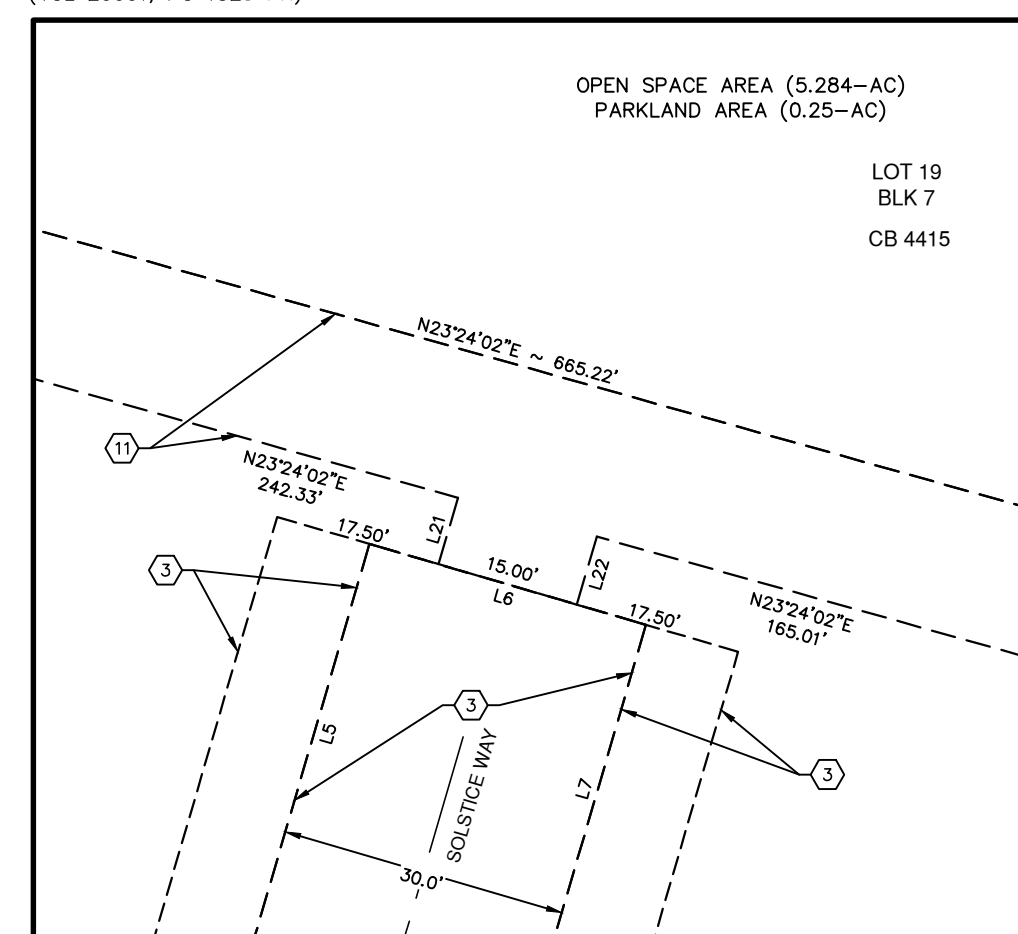 OPEN SPACE AREA (5.284-AC)
PARKLAND AREA (0.25-AC)
LOT 19
BLK 7
CB 4415
N23°24'02"E ~ 665.22'
11
N23°24'02"E
242.33'
L21
17.50'
15.00'
L6
L22
17.50'
N23°24'02"E
165.01'
3
3
L5
SOLSTICE WAY
L7
3
30.0'